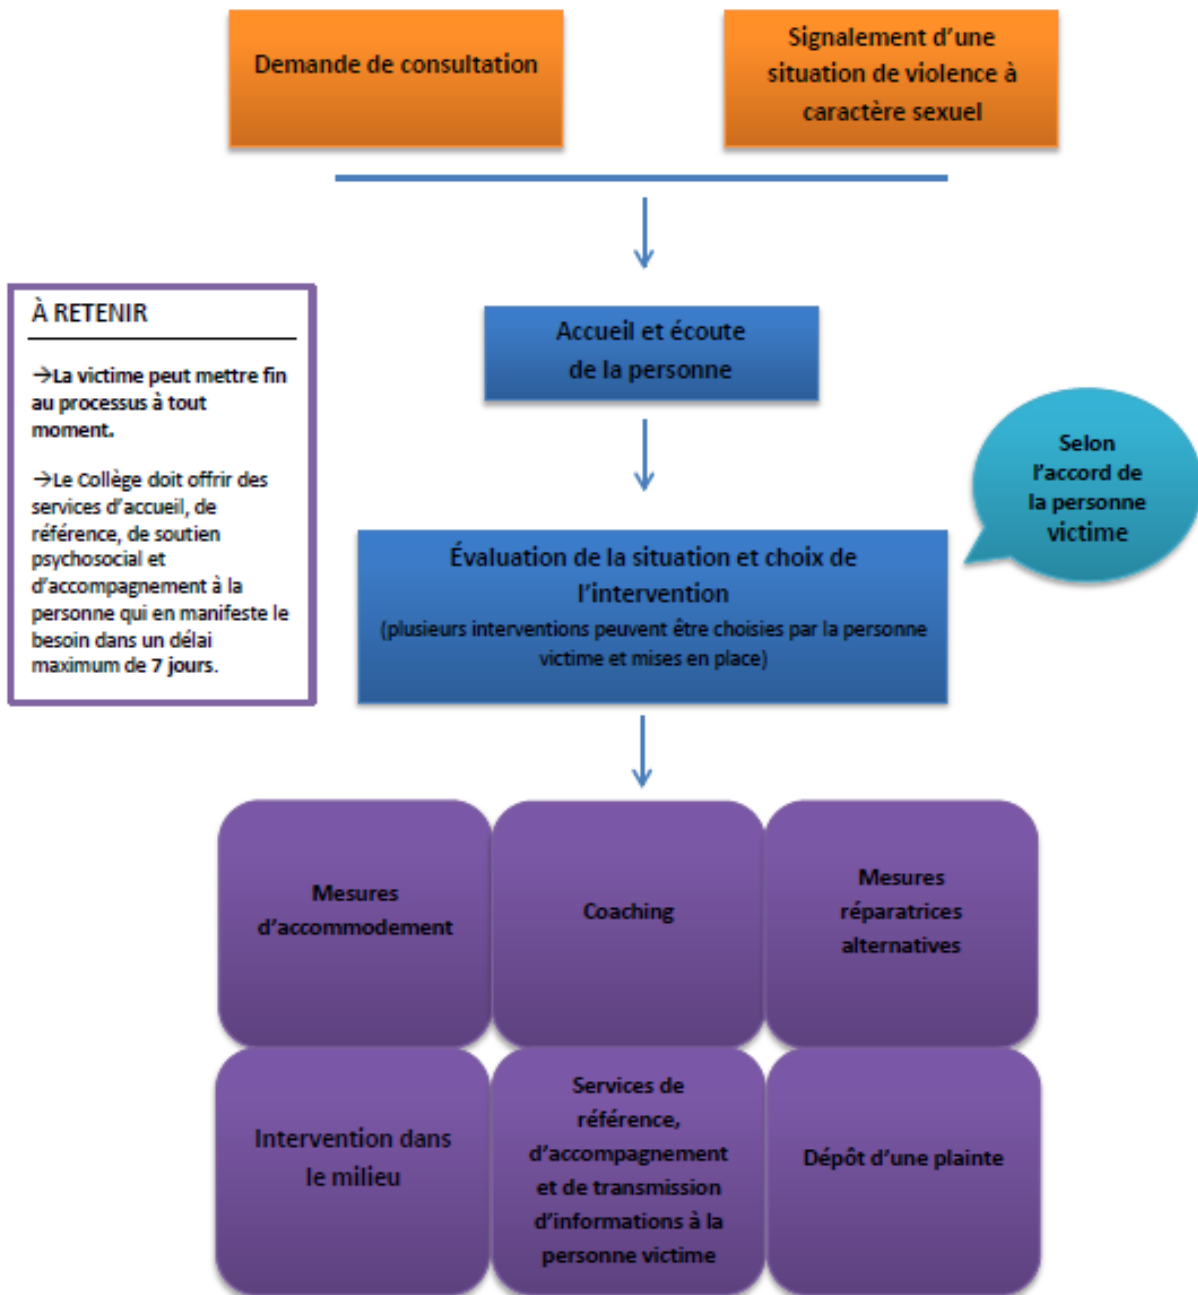 Demande de consultation
Signalement d'une
situation de violence à
caractère sexuel
À RETENIR
→La victime peut mettre fin
au processus à tout
moment.
→Le Collège doit offrir des
services d'accueil, de
référence, de soutien
psychosocial et
d'accompagnement à la
personne qui en manifeste le
besoin dans un délai
maximum de 7 jours.
Accueil et écoute
de la personne
Selon
l'accord de
la personne
victime
Évaluation de la situation et choix de
l'intervention
(plusieurs interventions peuvent être choisies par la personne
victime et mises en place)
Mesures
d'accommodement
Coaching
Mesures
réparatrices
alternatives
Intervention dans
le milieu
Services de
référence,
d'accompagnement
et de transmission
d'informations à la
personne victime
Dépôt d'une plainte